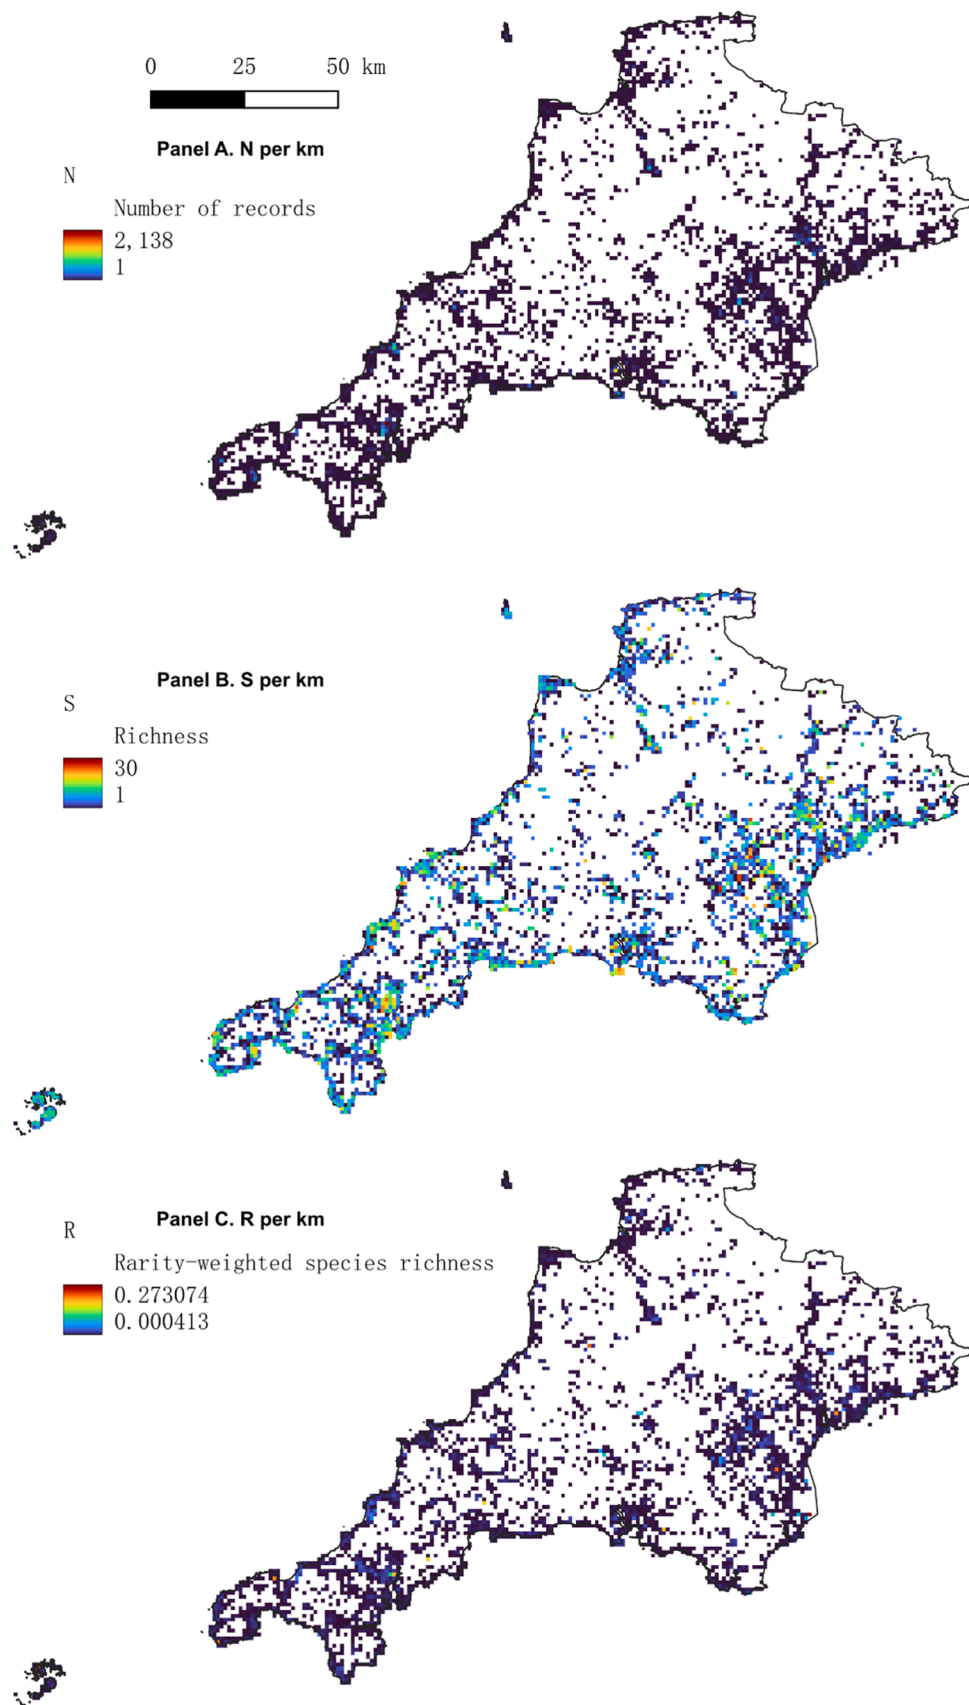 0 25 50 km
Panel A. N per km
N
Number of records
2,138
1
Panel B. S per km
S
Richness
30
1
Panel C. R per km
R
Rarity-weighted species richness
0.273074
0.000413